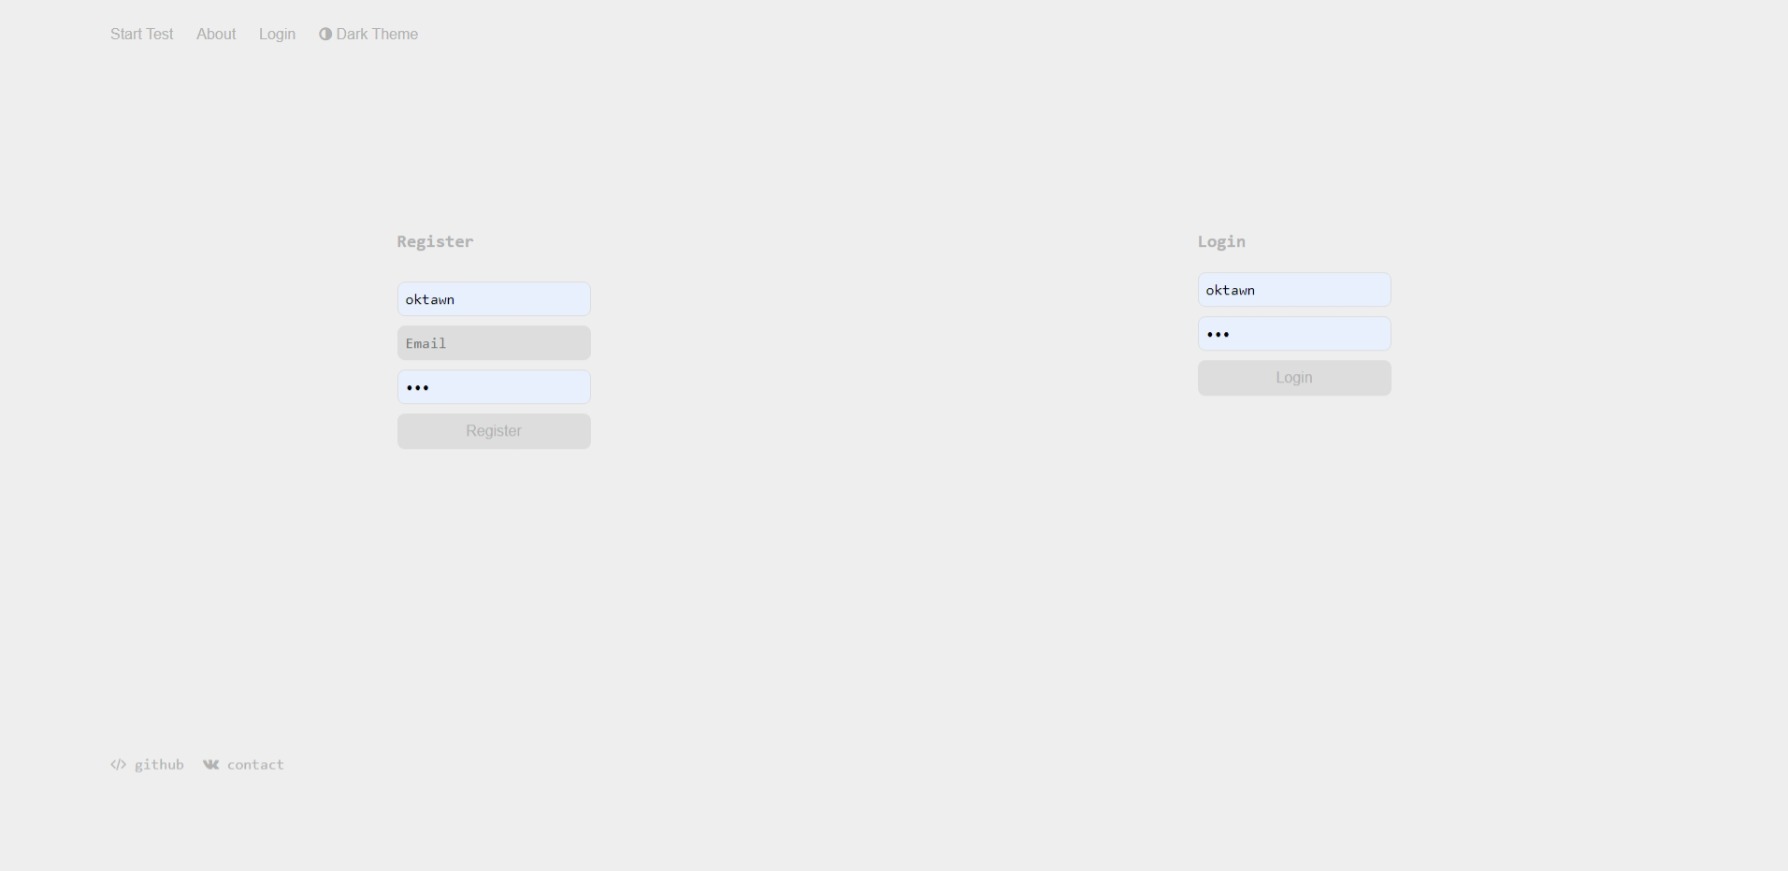 Start Test About Login Dark Theme
Register
oktawn
Email
•••
Register
Login
oktawn
•••
Login
github contact